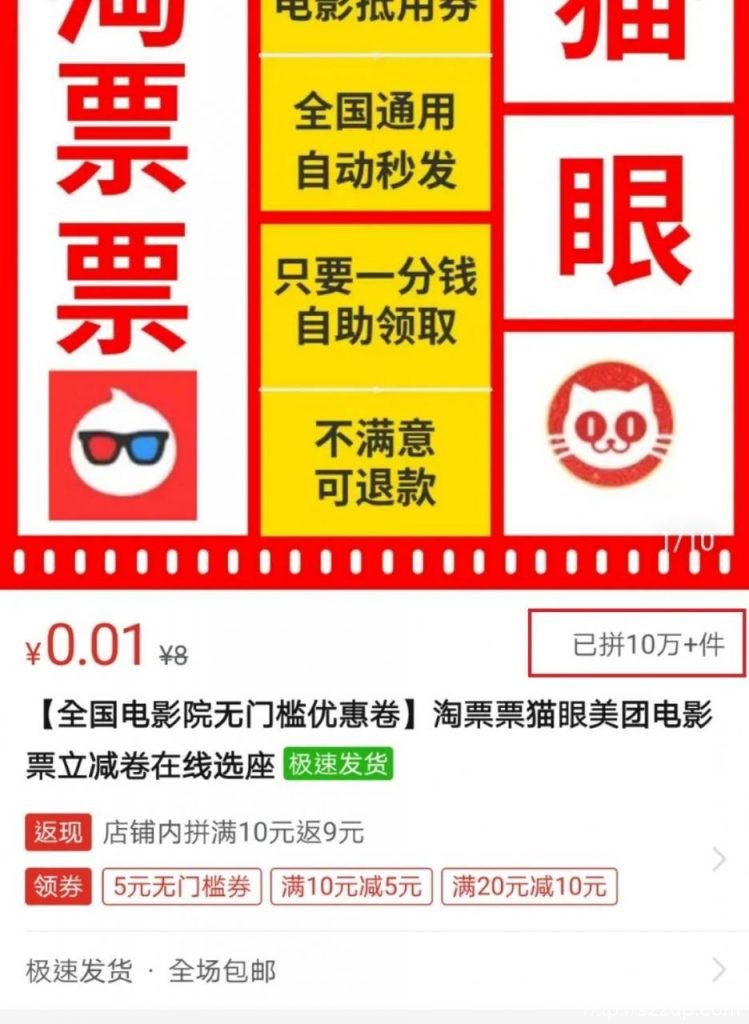 淘
票
票
电影抵用券
全国通用
自动秒发
只要一分钱
自助领取
不满意
可退款
猫
眼
1/10
¥0.01 ¥8
已拼10万+件
【全国电影院无门槛优惠卷】淘票票猫眼美团电影
票立减卷在线选座 极速发货
返现 店铺内拼满10元返9元
领券 5元无门槛券 满10元减5元 满20元减10元
极速发货 · 全场包邮